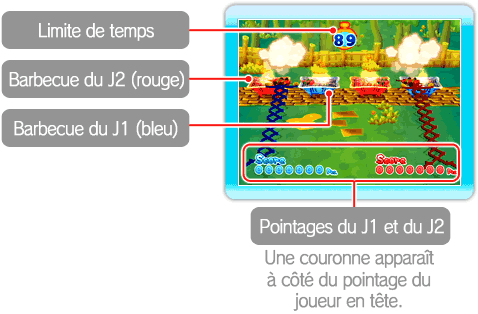 Limite de temps
89
Barbecue du J2 (rouge)
Barbecue du J1 (bleu)
Score
Score
Pointages du J1 et du J2
Une couronne apparaît
à côté du pointage du
joueur en tête.